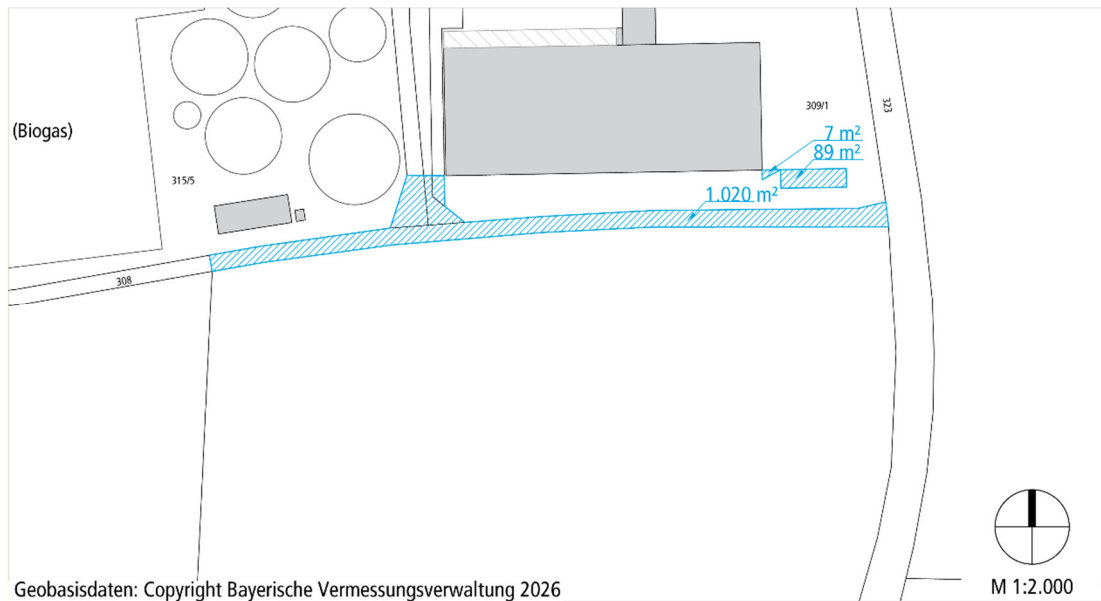 (Biogas)
315/5
309/1
323
7 m²
89 m²
1.020 m²
308
Geobasisdaten: Copyright Bayerische Vermessungsverwaltung 2026
M 1:2.000